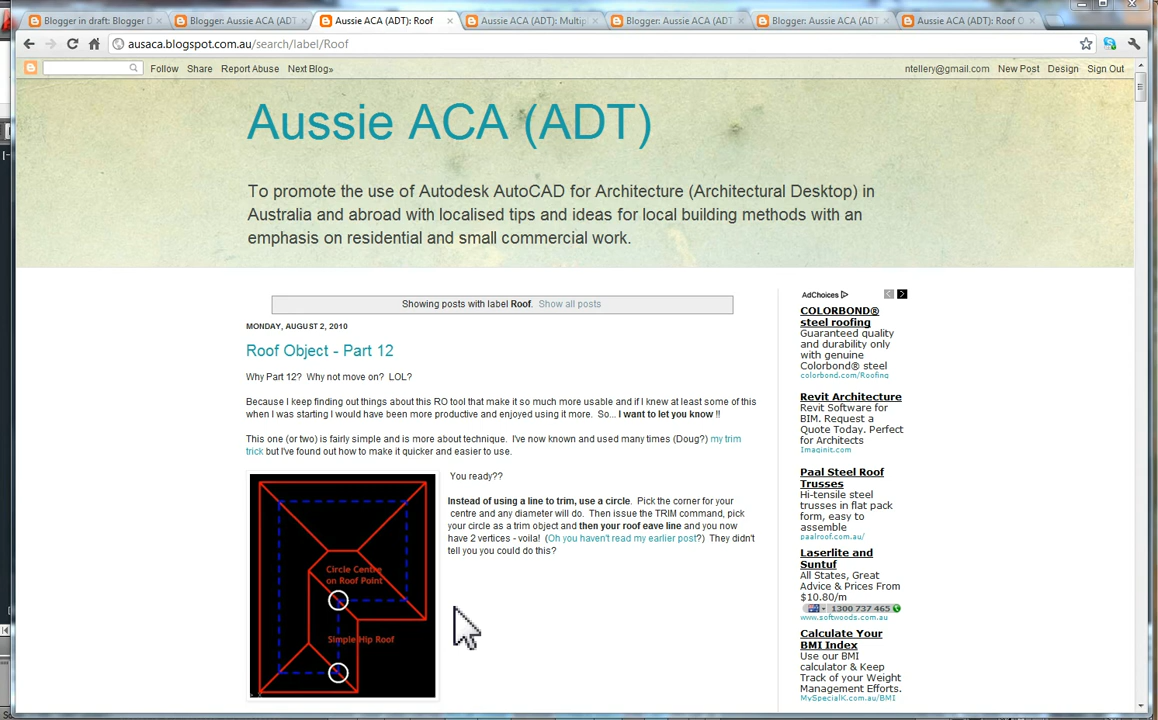 Blogger in draft: Blogger D
Blogger: Aussie ACA (ADT
Aussie ACA (ADT): Roof
Aussie ACA (ADT): Multip
Blogger: Aussie ACA (ADT)
Blogger: Aussie ACA (ADT)
Aussie ACA (ADT): Roof O
ausaca.blogspot.com.au/search/label/Roof
Follow Share Report Abuse Next Blog»
ntellery@gmail.com New Post Design Sign Out
Aussie ACA (ADT)
To promote the use of Autodesk AutoCAD for Architecture (Architectural Desktop) in
Australia and abroad with localised tips and ideas for local building methods with an
emphasis on residential and small commercial work.
Showing posts with label Roof. Show all posts
MONDAY, AUGUST 2, 2010
Roof Object - Part 12
Why Part 12? Why not move on? LOL?
Because I keep finding out things about this RO tool that make it so much more usable and if I knew at least some of this
when I was starting I would have been more productive and enjoyed using it more. So... I want to let you know !!
This one (or two) is fairly simple and is more about technique. I've now known and used many times (Doug?) my trim
trick but I've found out how to make it quicker and easier to use.
You ready??
Instead of using a line to trim, use a circle. Pick the corner for your
centre and any diameter will do. Then issue the TRIM command, pick
your circle as a trim object and then your roof eave line and you now
have 2 vertices - voila! (Oh you haven't read my earlier post?) They didn't
tell you you could do this?
Circle Centre
on Roof Point
Simple Hip Roof
AdChoices
COLORBOND®
steel roofing
Guaranteed quality
and durability only
with genuine
Colorbond® steel
colorbond.com/Roofing
Revit Architecture
Revit Software for
BIM. Request a
Quote Today. Perfect
for Architects
Imaginit.com
Paal Steel Roof
Trusses
Hi-tensile steel
trusses in flat pack
form, easy to
assemble
paalroof.com.au/
Laserlite and
Suntuf
All States, Great
Advice & Prices From
$10.80/m
1300 737 465
www.softwoods.com.au
Calculate Your
BMI Index
Use our BMI
calculator & Keep
Track of your Weight
Management Efforts.
MySpecialK.com.au/BMI